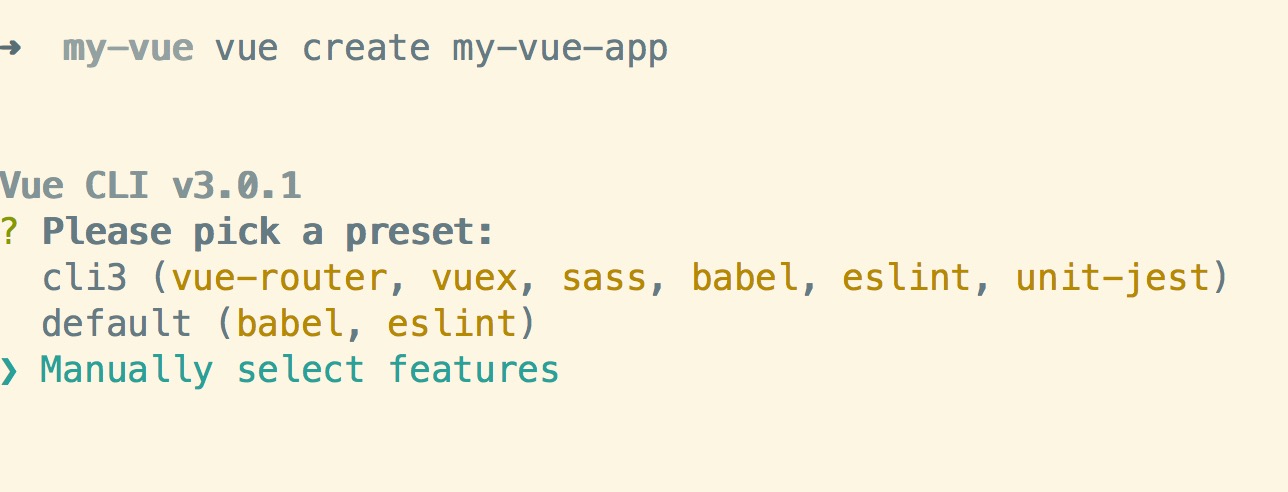 ➜  my-vue vue create my-vue-app
Vue CLI v3.0.1
? Please pick a preset:
  cli3 (vue-router, vuex, sass, babel, eslint, unit-jest)
  default (babel, eslint)
❯ Manually select features